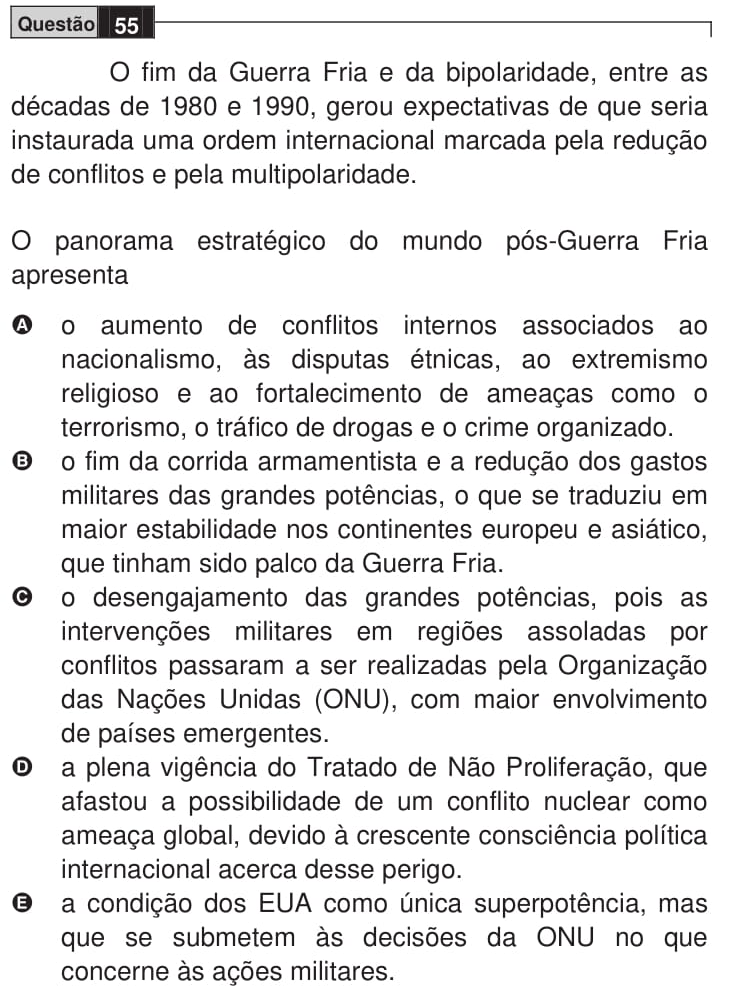 Questão 55
O fim da Guerra Fria e da bipolaridade, entre as
décadas de 1980 e 1990, gerou expectativas de que seria
instaurada uma ordem internacional marcada pela redução
de conflitos e pela multipolaridade.
O panorama estratégico do mundo pós-Guerra Fria
apresenta
A o aumento de conflitos internos associados ao
nacionalismo, às disputas étnicas, ao extremismo
religioso e ao fortalecimento de ameaças como o
terrorismo, o tráfico de drogas e o crime organizado.
B o fim da corrida armamentista e a redução dos gastos
militares das grandes potências, o que se traduziu em
maior estabilidade nos continentes europeu e asiático,
que tinham sido palco da Guerra Fria.
C o desengajamento das grandes potências, pois as
intervenções militares em regiões assoladas por
conflitos passaram a ser realizadas pela Organização
das Nações Unidas (ONU), com maior envolvimento
de países emergentes.
D a plena vigência do Tratado de Não Proliferação, que
afastou a possibilidade de um conflito nuclear como
ameaça global, devido à crescente consciência política
internacional acerca desse perigo.
E a condição dos EUA como única superpotência, mas
que se submetem às decisões da ONU no que
concerne às ações militares.